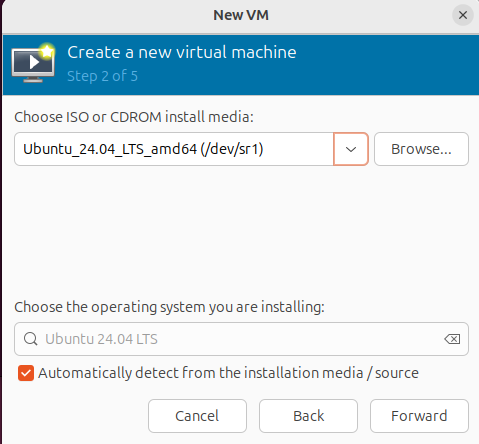 New VM
Create a new virtual machine
Step 2 of 5
Choose ISO or CDROM install media:
Ubuntu_24.04_LTS_amd64 (/dev/sr1)
Browse...
Choose the operating system you are installing:
Ubuntu 24.04 LTS
Automatically detect from the installation media / source
Cancel
Back
Forward